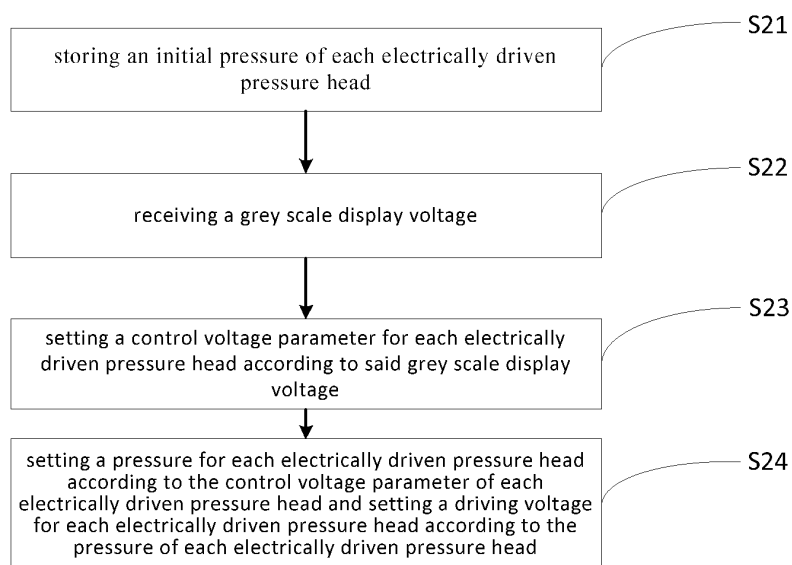 S21
storing an initial pressure of each electrically driven
pressure head
S22
receiving a grey scale display voltage
S23
setting a control voltage parameter for each electrically
driven pressure head according to said grey scale display
voltage
S24
setting a pressure for each electrically driven pressure head
according to the control voltage parameter of each
electrically driven pressure head and setting a driving voltage
for each electrically driven pressure head according to the
pressure of each electrically driven pressure head